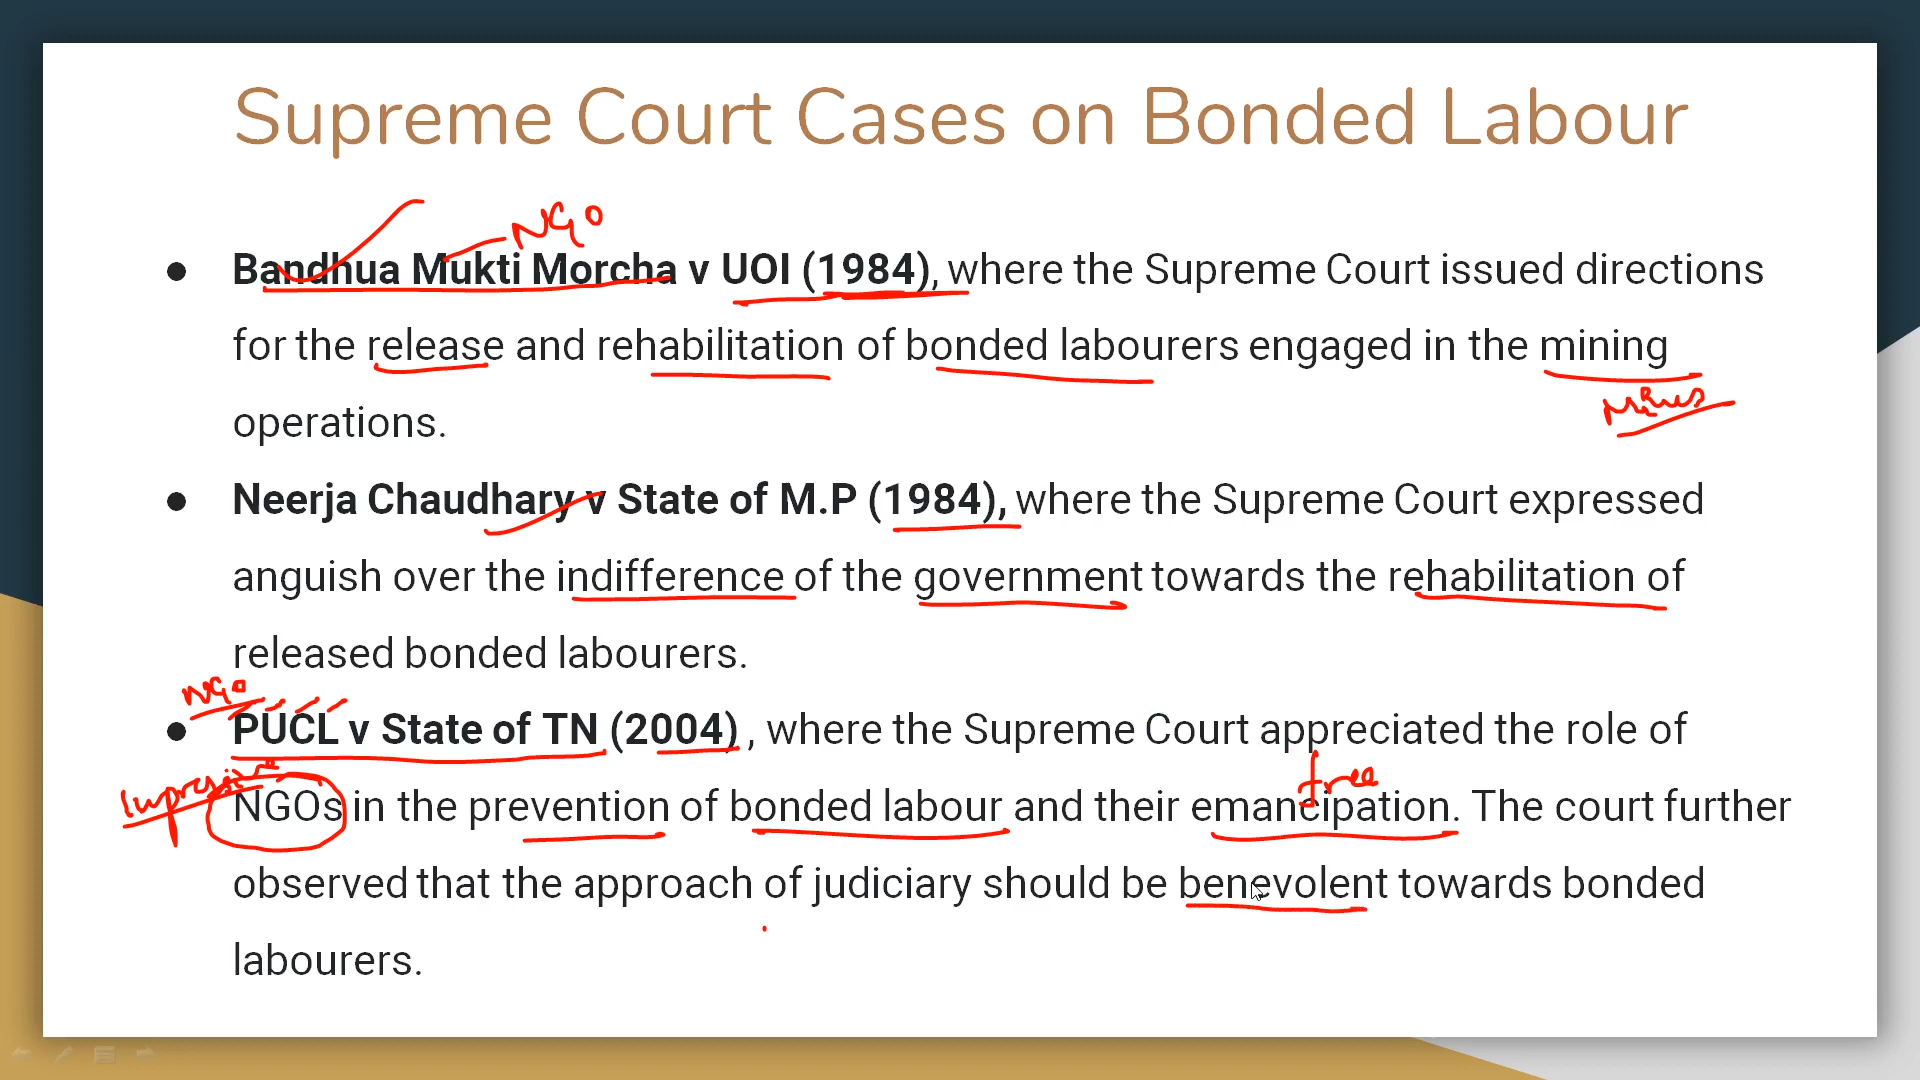 Supreme Court Cases on Bonded Labour
NGO
● Bandhua Mukti Morcha v UOI (1984), where the Supreme Court issued directions
for the release and rehabilitation of bonded labourers engaged in the mining
operations.
● Neerja Chaudhary v State of M.P (1984), where the Supreme Court expressed
anguish over the indifference of the government towards the rehabilitation of
released bonded labourers.
NGO
● PUCL v State of TN (2004) , where the Supreme Court appreciated the role of
free
NGOs in the prevention of bonded labour and their emancipation. The court further
observed that the approach of judiciary should be benevolent towards bonded
labourers.